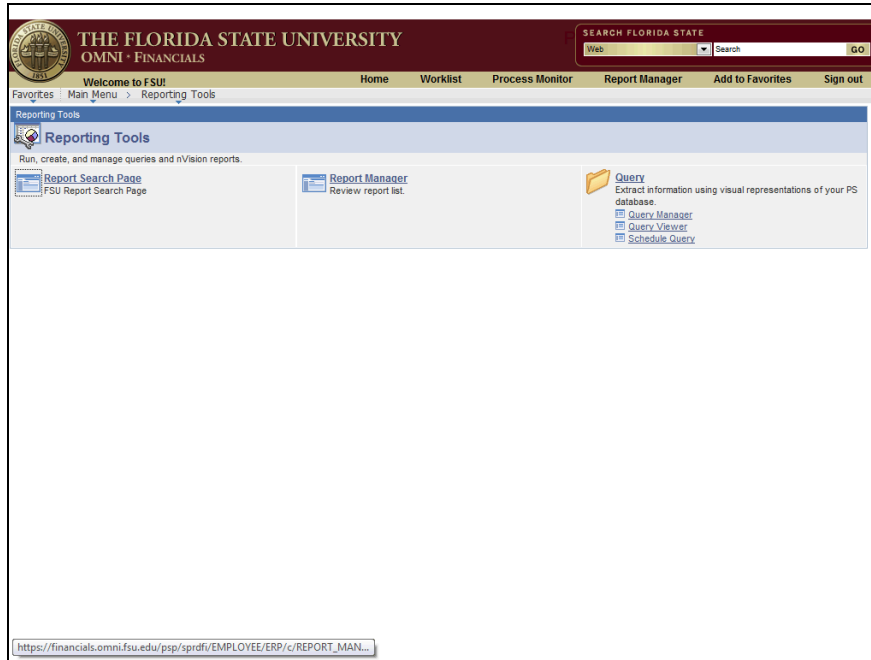 THE FLORIDA STATE UNIVERSITY
OMNI · FINANCIALS
SEARCH FLORIDA STATE
Web Search GO
1851
Welcome to FSU! Home Worklist Process Monitor Report Manager Add to Favorites Sign out
Favorites Main Menu > Reporting Tools
Reporting Tools
Reporting Tools
Run, create, and manage queries and nVision reports.
Report Search Page
FSU Report Search Page
Report Manager
Review report list.
Query
Extract information using visual representations of your PS
database.
Query Manager
Query Viewer
Schedule Query
https://financials.omni.fsu.edu/psp/sprdfi/EMPLOYEE/ERP/c/REPORT_MAN...